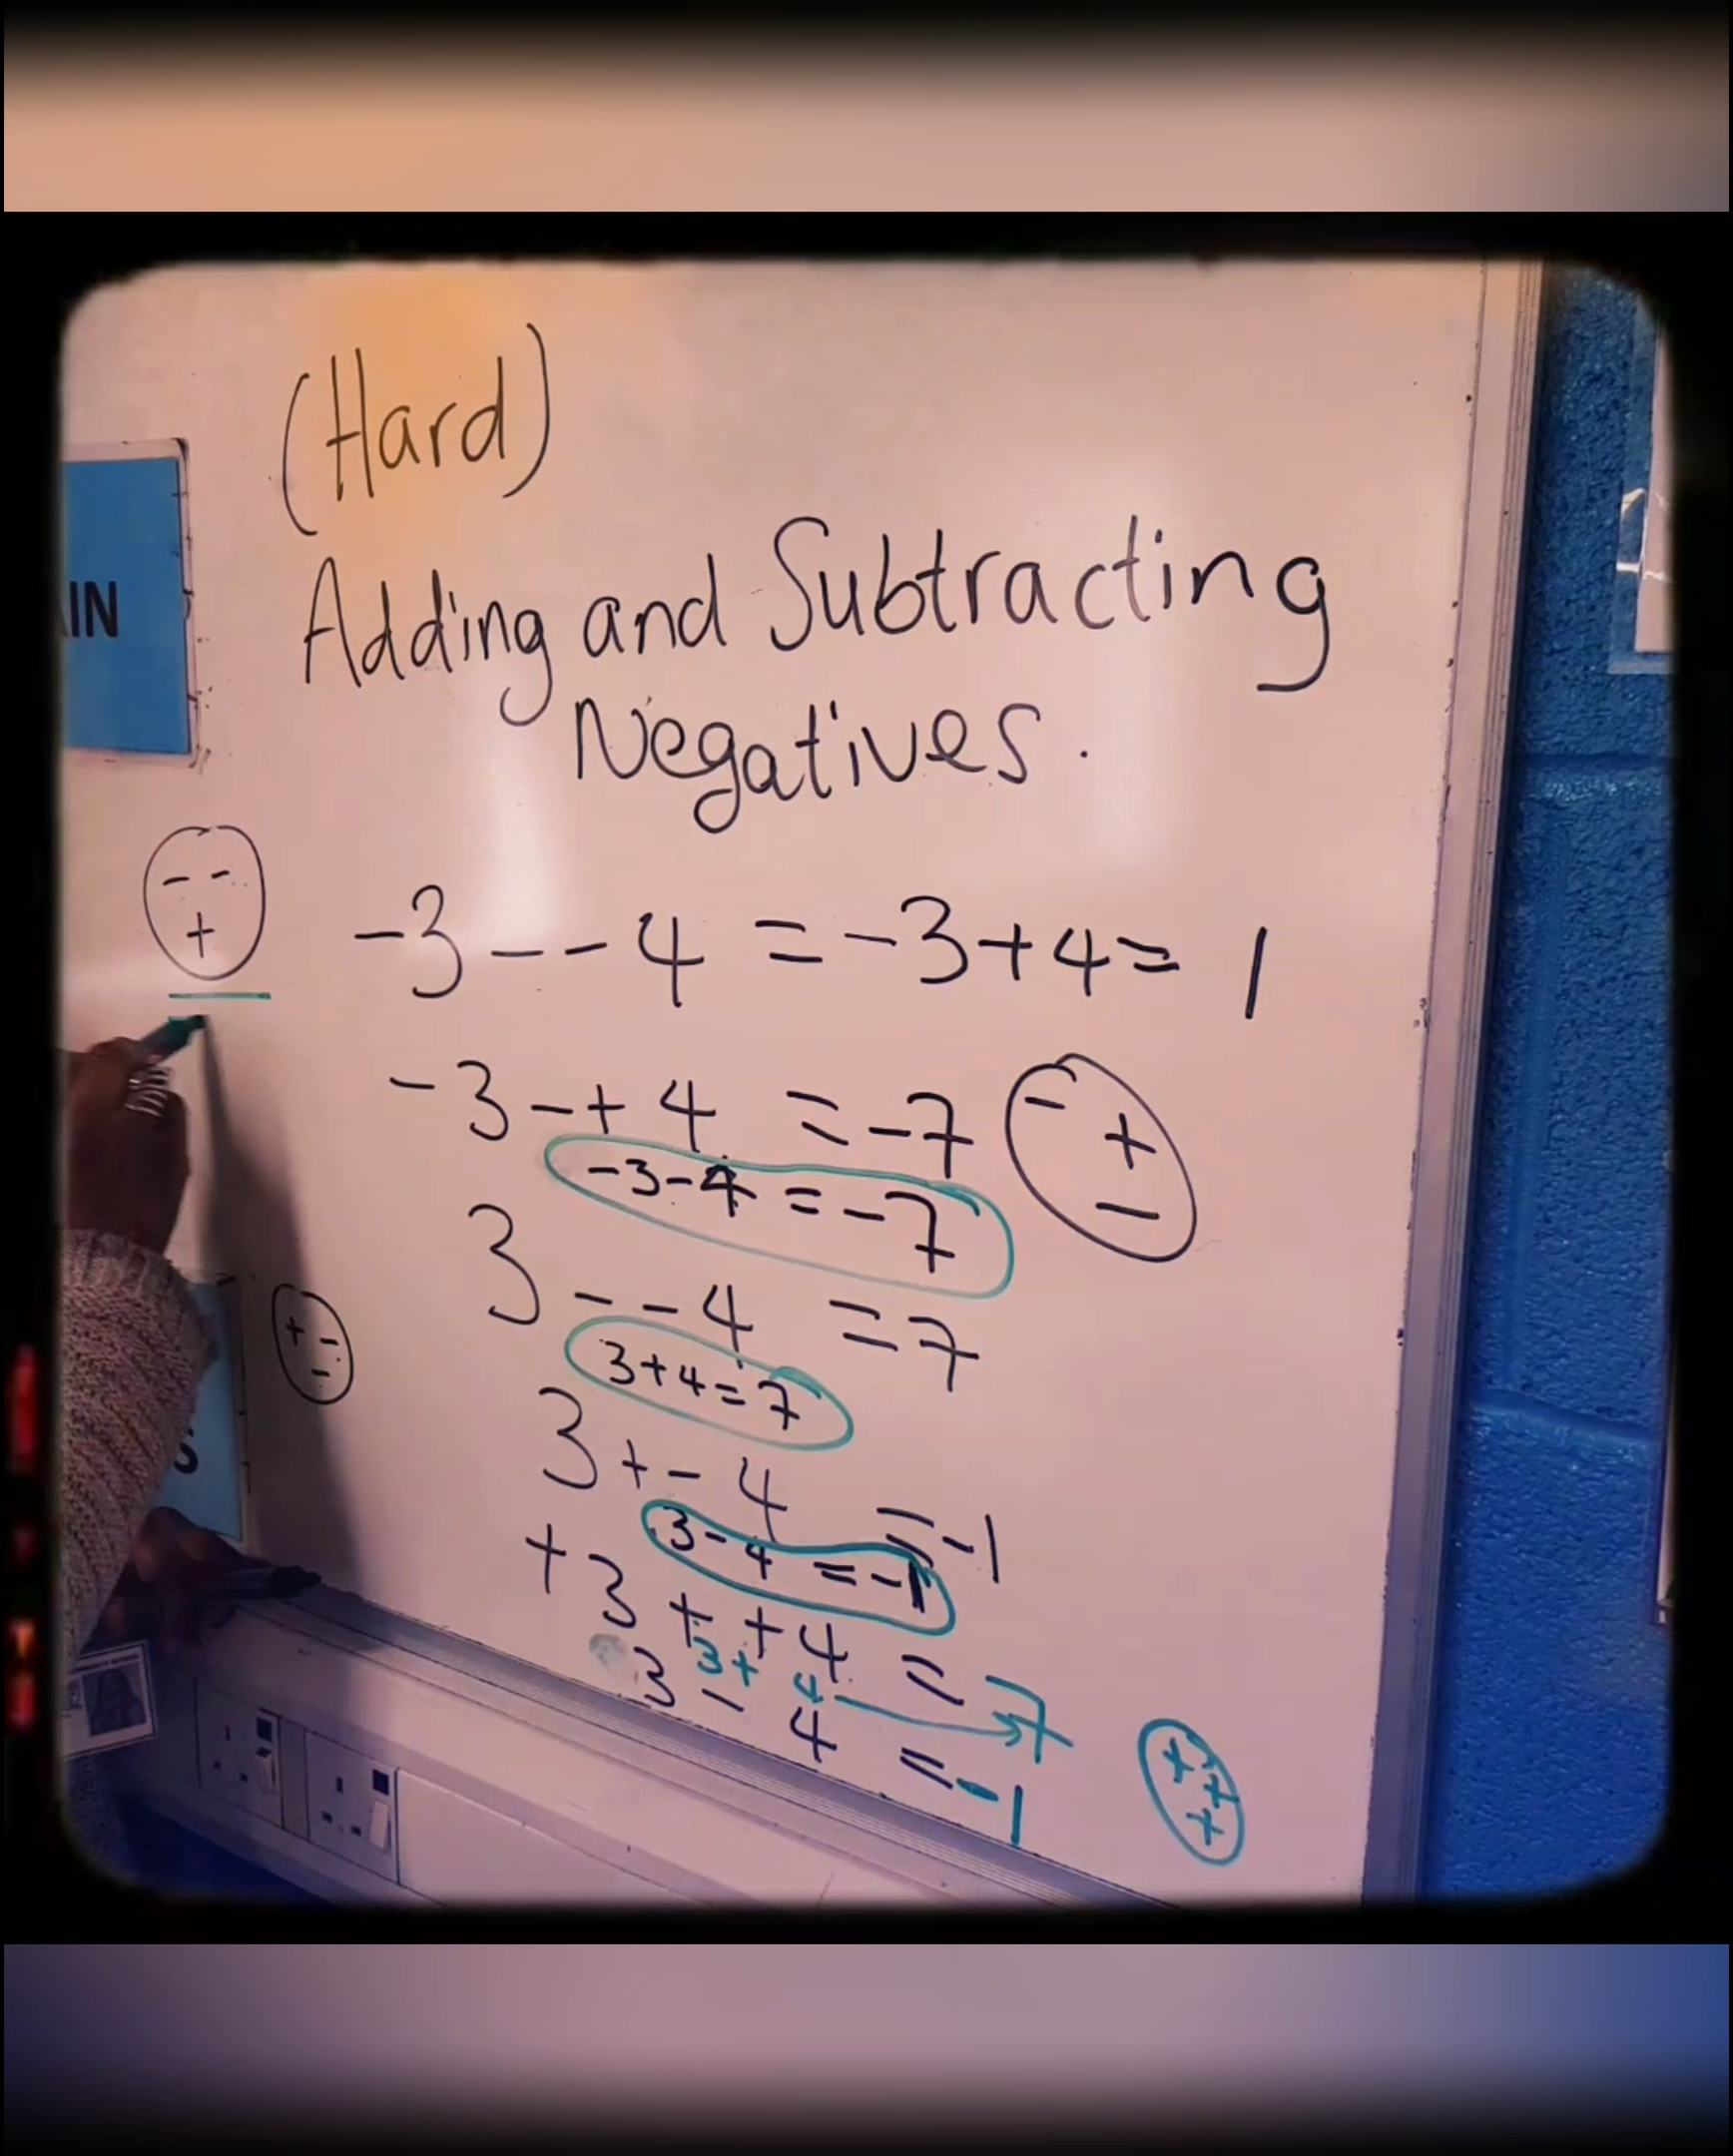 (Hard)
IN
Adding and Subtracting
Negatives.
- -
+
-3 - - 4 = -3 + 4 = 1
-3 - + 4 = -7
- +
-
-3 - 4 = -7
3 - - 4 = 7
+ -
-
3 + 4 = 7
3 + - 4 = -1
S
3 - 4 = -1
+3 + +4 = 7
3 + 4
3 - 4 = -1
+ +
+